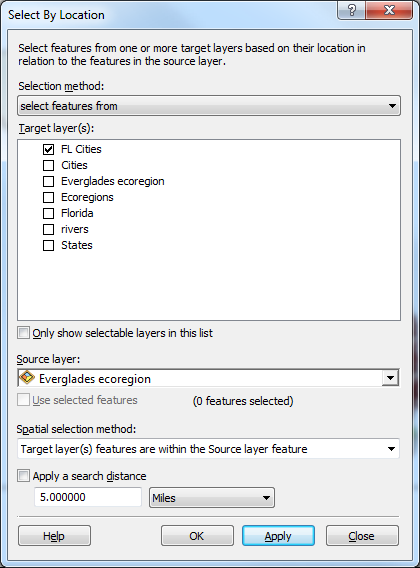 Select By Location
?
Select features from one or more target layers based on their location in
relation to the features in the source layer.
Selection method:
select features from
Target layer(s):
FL Cities
Cities
Everglades ecoregion
Ecoregions
Florida
rivers
States
Only show selectable layers in this list
Source layer:
Everglades ecoregion
Use selected features (0 features selected)
Spatial selection method:
Target layer(s) features are within the Source layer feature
Apply a search distance
5.000000 Miles
Help OK Apply Close